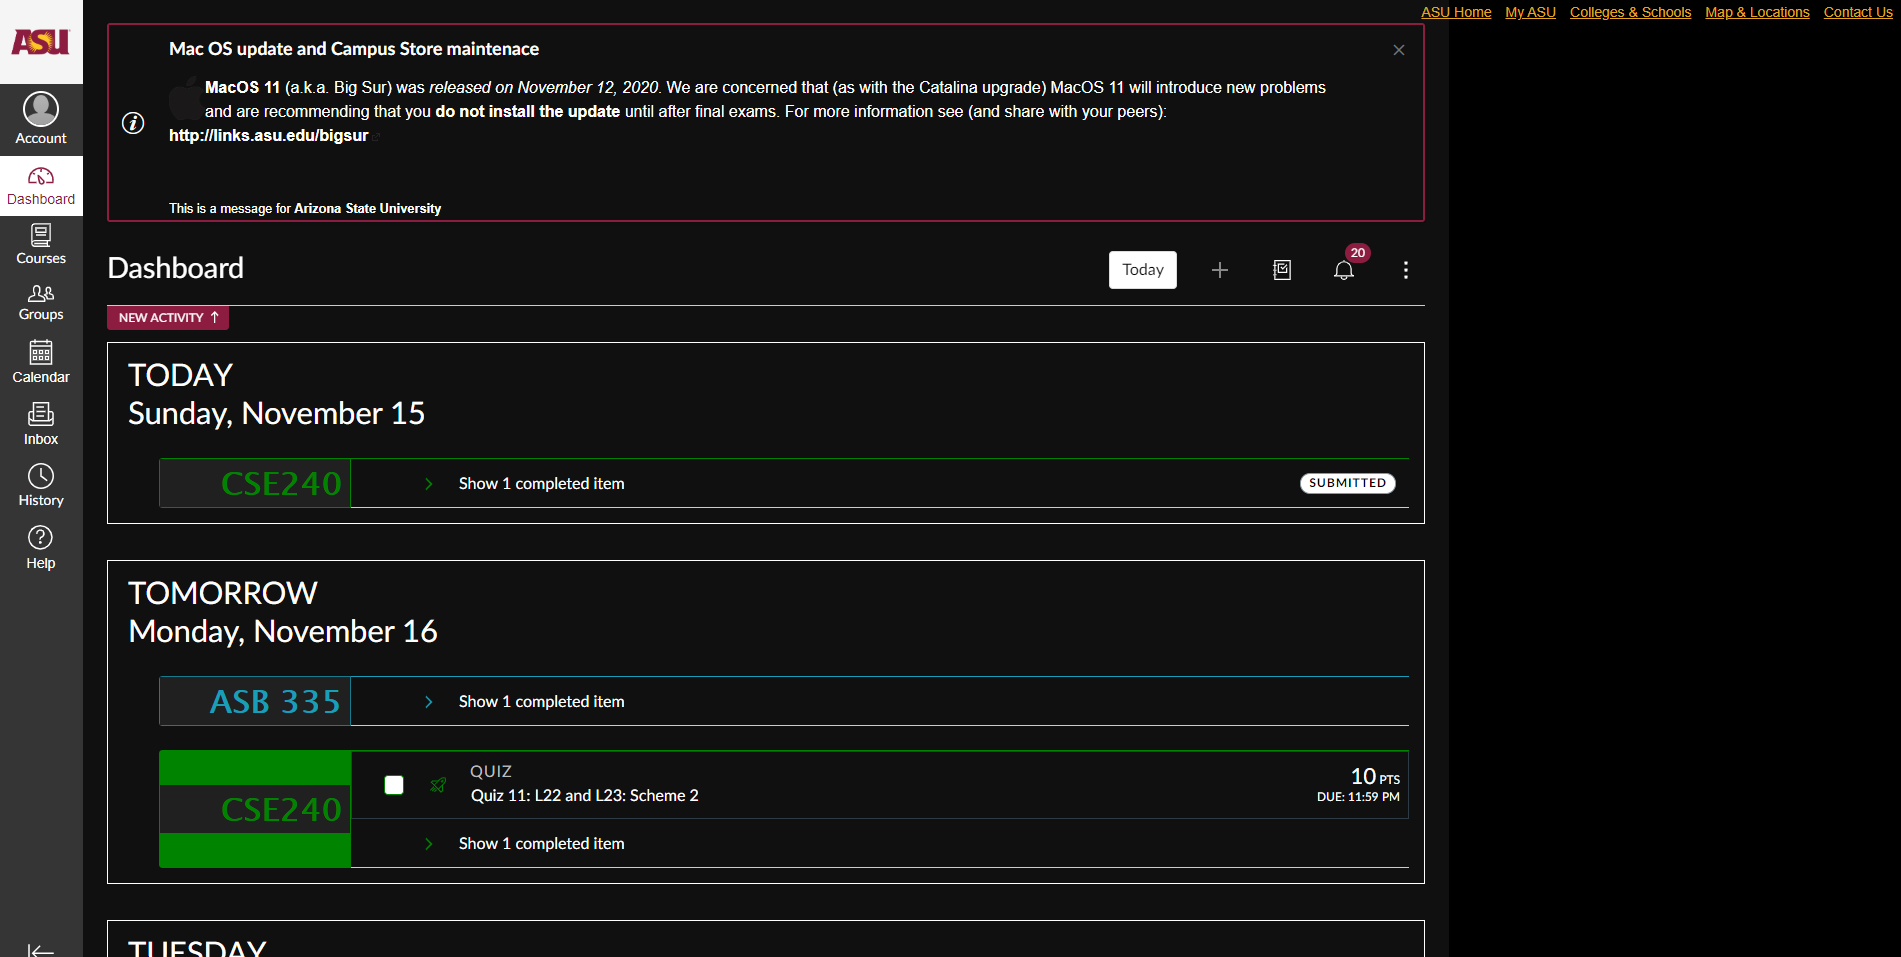 ASU Home My ASU Colleges & Schools Map & Locations Contact Us
ASU
Account
Dashboard
Courses
Groups
Calendar
Inbox
History
Help
Mac OS update and Campus Store maintenace
MacOS 11 (a.k.a. Big Sur) was released on November 12, 2020. We are concerned that (as with the Catalina upgrade) MacOS 11 will introduce new problems
and are recommending that you do not install the update until after final exams. For more information see (and share with your peers):
http://links.asu.edu/bigsur
This is a message for Arizona State University
Dashboard
Today
20
NEW ACTIVITY
TODAY
Sunday, November 15
CSE240 Show 1 completed item SUBMITTED
TOMORROW
Monday, November 16
ASB 335 Show 1 completed item
CSE240
QUIZ
Quiz 11: L22 and L23: Scheme 2
10 PTS
DUE: 11:59 PM
Show 1 completed item
TUESDAY